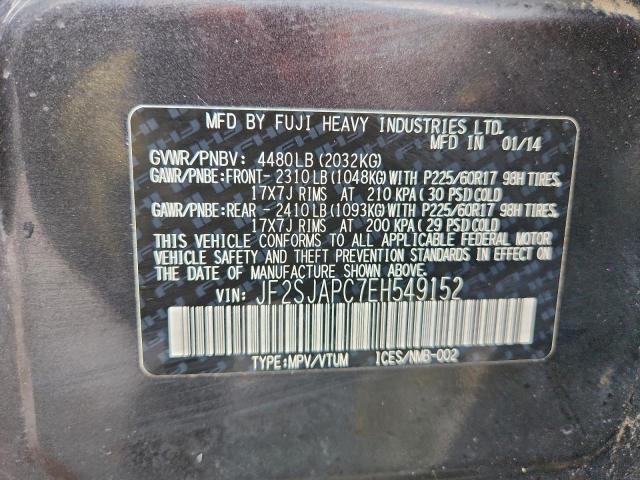 MFD BY FUJI HEAVY INDUSTRIES LTD.
MFD IN 01/14
GVWR/PNBV: 4480LB (2032KG)
GAWR/PNBE: FRONT- 2310 LB (1048KG) WITH P225/60R17 98H TIRES,
17X7J RIMS AT 210 KPA (30 PSI) COLD
GAWR/PNBE: REAR - 2410 LB (1093KG) WITH P225/60R17 98H TIRES,
17X7J RIMS AT 200 KPA (29 PSI) COLD
THIS VEHICLE CONFORMS TO ALL APPLICABLE FEDERAL MOTOR
VEHICLE SAFETY AND THEFT PREVENTION STANDARDS IN EFFECT
ON THE DATE OF MANUFACTURE SHOWN ABOVE.
VIN: JF2SJAPC7EH549152
TYPE:MPV/VTUM ICES/NMB-002